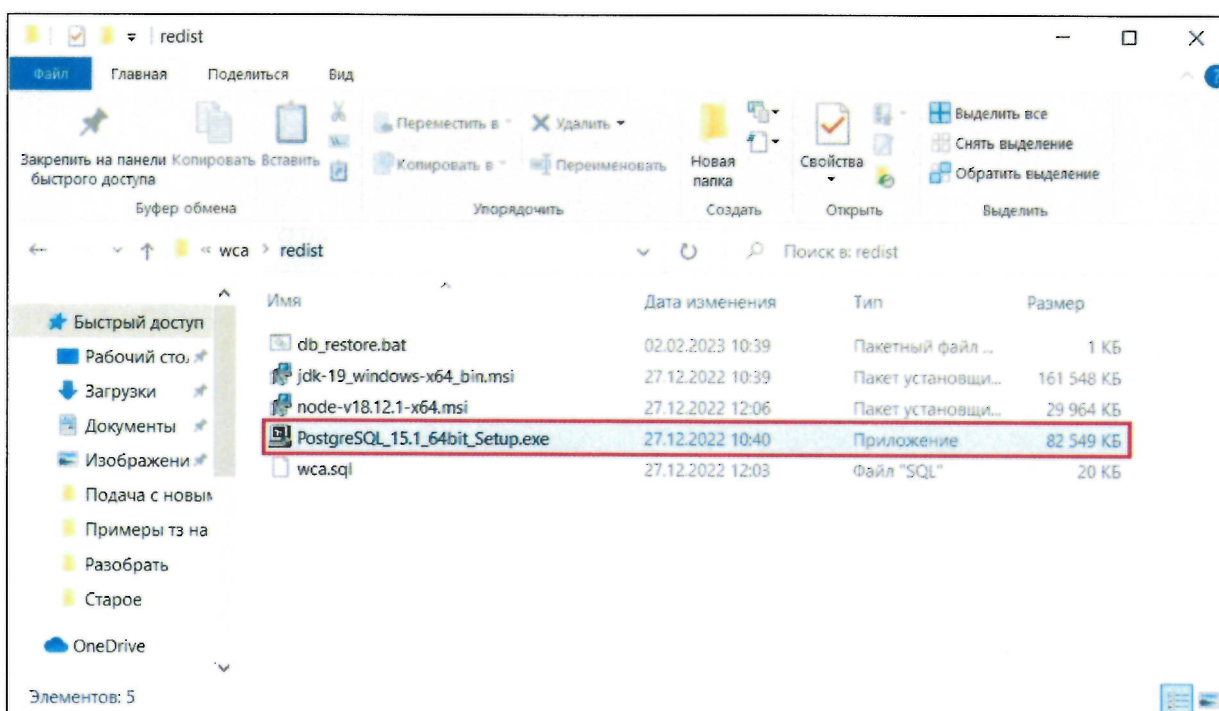 redist
Файл Главная Поделиться Вид
Переместить в Удалить Выделить все
Снять выделение
Закрепить на панели быстрого доступа Копировать Вставить Копировать в Переименовать Новая папка Свойства Обратить выделение
Буфер обмена Упорядочить Создать Открыть Выделить
« wca > redist Поиск в: redist
Имя Дата изменения Тип Размер
Быстрый доступ
Рабочий сто.
Загрузки
Документы
Изображени
Подача с новым
Примеры тз на
Разобрать
Старое
OneDrive
db_restore.bat 02.02.2023 10:39 Пакетный файл ... 1 КБ
jdk-19_windows-x64_bin.msi 27.12.2022 10:39 Пакет установщи... 161 548 КБ
node-v18.12.1-x64.msi 27.12.2022 12:06 Пакет установщи... 29 964 КБ
PostgreSQL_15.1_64bit_Setup.exe 27.12.2022 10:40 Приложение 82 549 КБ
wca.sql 27.12.2022 12:03 Файл "SQL" 20 КБ
Элементов: 5